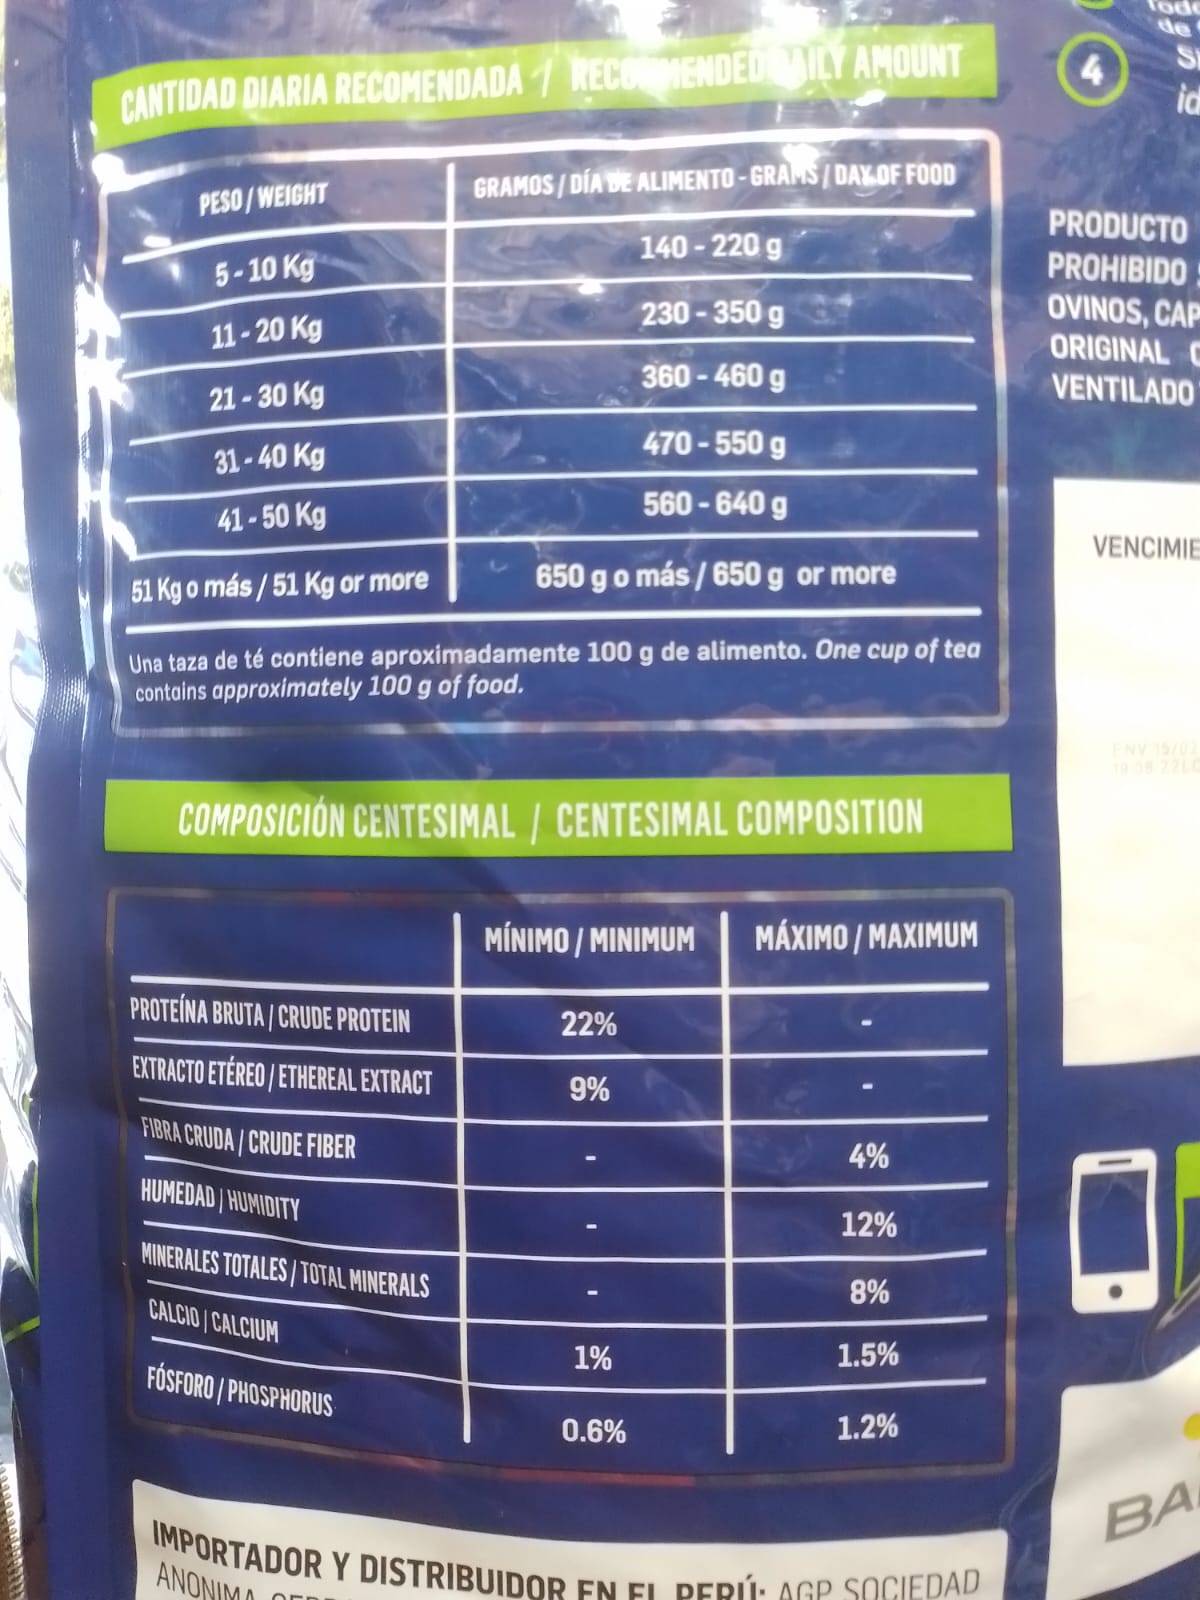 CANTIDAD DIARIA RECOMENDADA / RECOMMENDED DAILY AMOUNT
PESO / WEIGHT GRAMOS / DÍA DE ALIMENTO - GRAMS / DAY OF FOOD
5 - 10 Kg 140 - 220 g
11 - 20 Kg 230 - 350 g
21 - 30 Kg 360 - 460 g
31 - 40 Kg 470 - 550 g
41 - 50 Kg 560 - 640 g
51 Kg o más / 51 Kg or more 650 g o más / 650 g or more
Una taza de té contiene aproximadamente 100 g de alimento. One cup of tea
contains approximately 100 g of food.
COMPOSICIÓN CENTESIMAL / CENTESIMAL COMPOSITION
MÍNIMO / MINIMUM MÁXIMO / MAXIMUM
PROTEÍNA BRUTA / CRUDE PROTEIN 22% -
EXTRACTO ETÉREO / ETHEREAL EXTRACT 9% -
FIBRA CRUDA / CRUDE FIBER - 4%
HUMEDAD / HUMIDITY - 12%
MINERALES TOTALES / TOTAL MINERALS - 8%
CALCIO / CALCIUM 1% 1.5%
FÓSFORO / PHOSPHORUS 0.6% 1.2%
IMPORTADOR Y DISTRIBUIDOR EN EL PERÚ: AGP SOCIEDAD
ANONIMA
de
4
PRODUCTO
PROHIBIDO
OVINOS, CAP
ORIGINAL
VENTILADO
VENCIMIE
BA